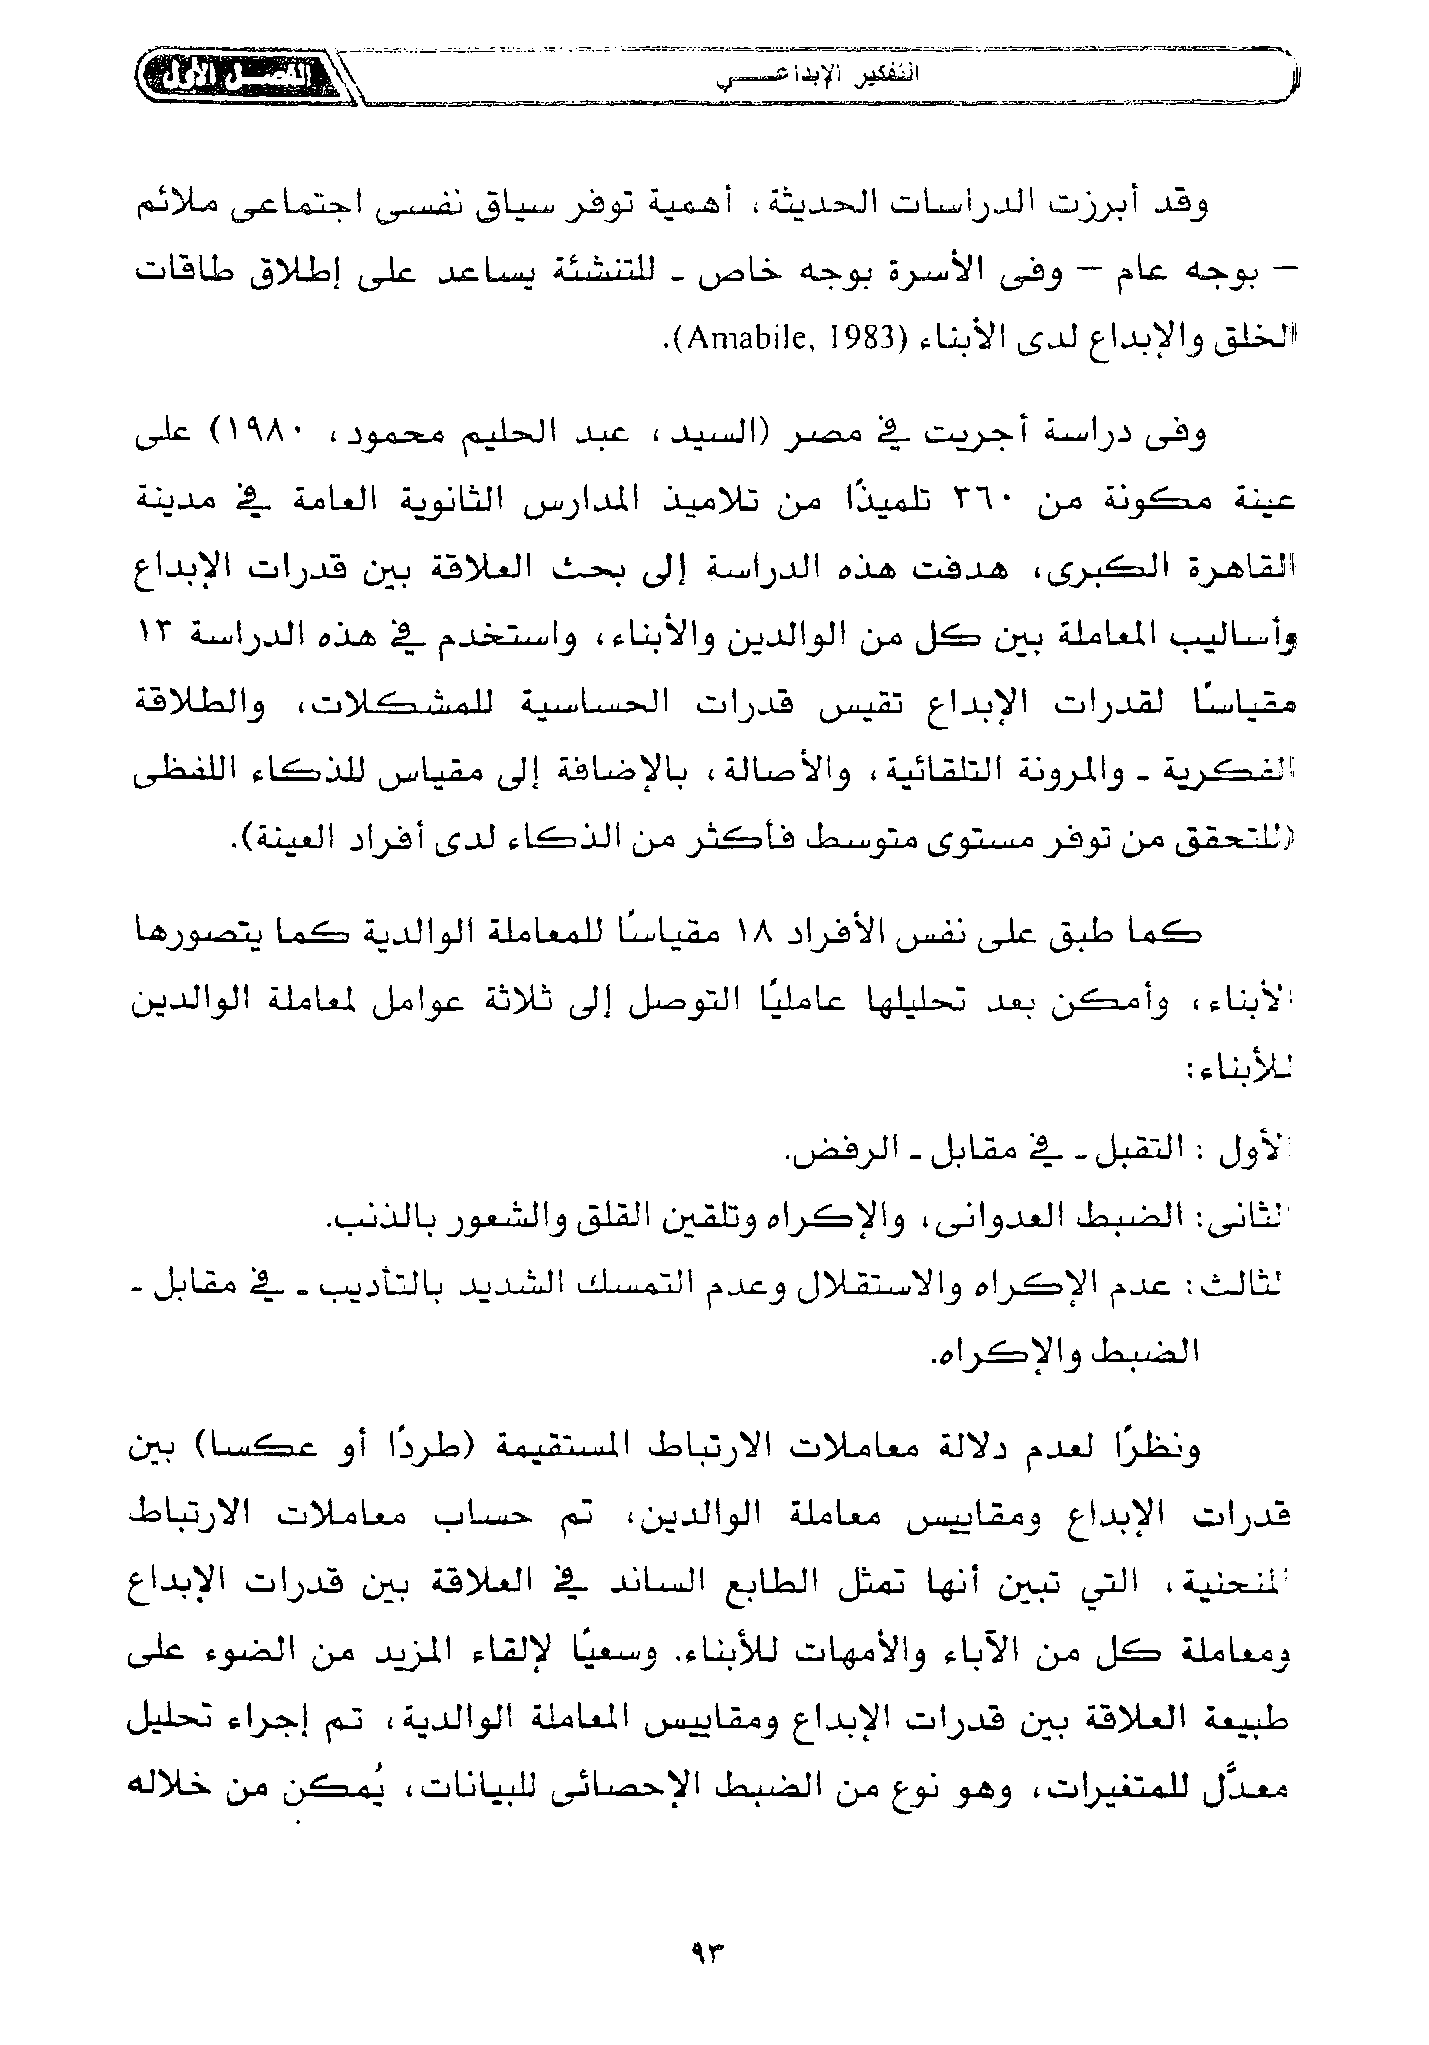 التفكير الإبداعـــي
الفصل الأول
وقد أبرزت الدراسات الحديثة، أهمية توفر سياق نفسى اجتماعى ملائم
– بوجه عام – وفى الأسرة بوجه خاص - للتنشئة يساعد على إطلاق طاقات
الخلق والإبداع لدى الأبناء (Amabile, 1983).
وفى دراسة أجريت في مصر (السيد، عبد الحليم محمود، ١٩٨٠) على
عينة مكونة من ٣٦٠ تلميذًا من تلاميذ المدارس الثانوية العامة في مدينة
القاهرة الكبرى، هدفت هذه الدراسة إلى بحث العلاقة بين قدرات الإبداع
وأساليب المعاملة بين كل من الوالدين والأبناء، واستخدم في هذه الدراسة ١٣
مقياسًا لقدرات الإبداع تقيس قدرات الحساسية للمشكلات، والطلاقة
الفكرية - والمرونة التلقائية، والأصالة، بالإضافة إلى مقياس للذكاء اللفظى
(للتحقق من توفر مستوى متوسط فأكثر من الذكاء لدى أفراد العينة).
كما طبق على نفس الأفراد ١٨ مقياسًا للمعاملة الوالدية كما يتصورها
الأبناء، وأمكن بعد تحليلها عامليًا التوصل إلى ثلاثة عوامل لمعاملة الوالدين
للأبناء:
الأول : التقبل - في مقابل - الرفض.
الثانى: الضبط العدوانى، والإكراه وتلقين القلق والشعور بالذنب.
الثالث: عدم الإكراه والاستقلال وعدم التمسك الشديد بالتأديب - في مقابل -
الضبط والإكراه.
ونظرًا لعدم دلالة معاملات الارتباط المستقيمة (طردًا أو عكسا) بين
قدرات الإبداع ومقاييس معاملة الوالدين، تم حساب معاملات الارتباط
المنحنية، التي تبين أنها تمثل الطابع السائد في العلاقة بين قدرات الإبداع
ومعاملة كل من الآباء والأمهات للأبناء. وسعيًا لإلقاء المزيد من الضوء على
طبيعة العلاقة بين قدرات الإبداع ومقاييس المعاملة الوالدية، تم إجراء تحليل
معدَّل للمتغيرات، وهو نوع من الضبط الإحصائى للبيانات، يُمكن من خلاله
٩٣